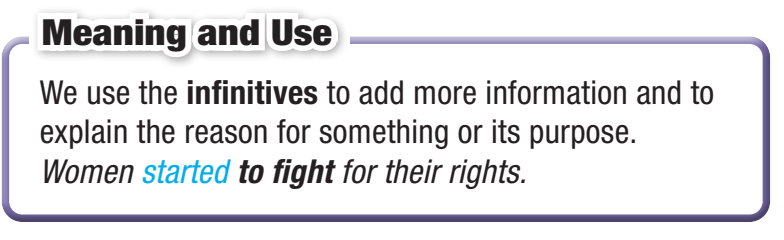 Meaning and Use
We use the infinitives to add more information and to
explain the reason for something or its purpose.
Women started to fight for their rights.